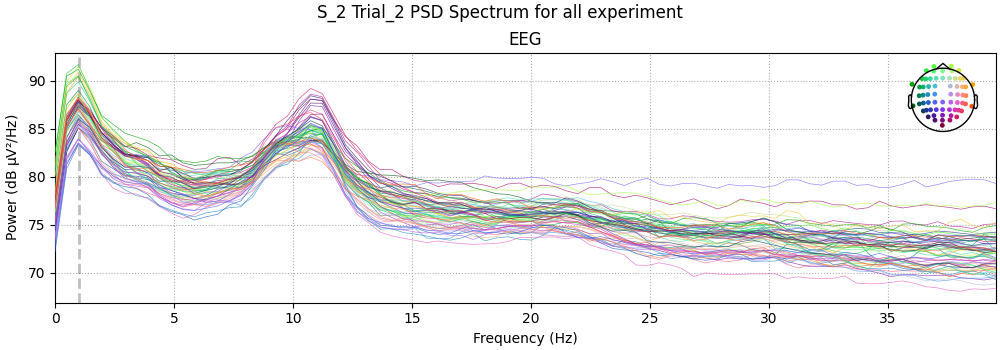 S_2 Trial_2 PSD Spectrum for all experiment
EEG
Power (dB µV²/Hz)
90
85
80
75
70
0 5 10 15 20 25 30 35
Frequency (Hz)